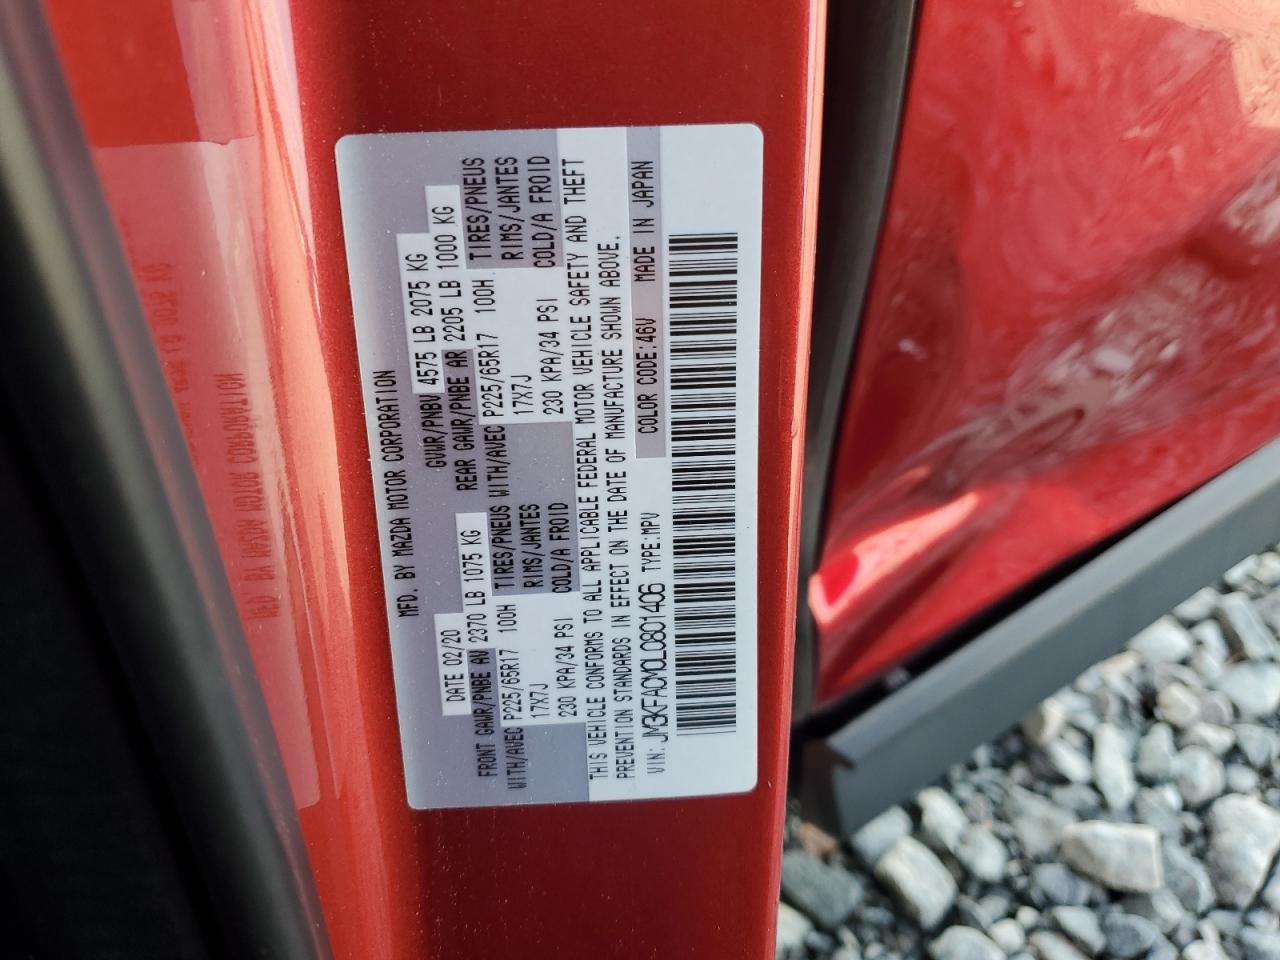 MFD. BY MAZDA MOTOR CORPORATION
DATE 02/20 GVWR/PNBV 4575 LB 2075 KG
FRONT GAWR/PNBE AV 2370 LB 1075 KG REAR GAWR/PNBE AR 2205 LB 1000 KG
WITH/AVEC P225/65R17 100H TIRES/PNEUS WITH/AVEC P225/65R17 100H TIRES/PNEUS
17X7J RIMS/JANTES 17X7J RIMS/JANTES
230 KPA/34 PSI COLD/A FROID 230 KPA/34 PSI COLD/A FROID
THIS VEHICLE CONFORMS TO ALL APPLICABLE FEDERAL MOTOR VEHICLE SAFETY AND THEFT
PREVENTION STANDARDS IN EFFECT ON THE DATE OF MANUFACTURE SHOWN ABOVE.
VIN: JM3KFACM0L0801406 TYPE:MPV COLOR CODE:46V MADE IN JAPAN